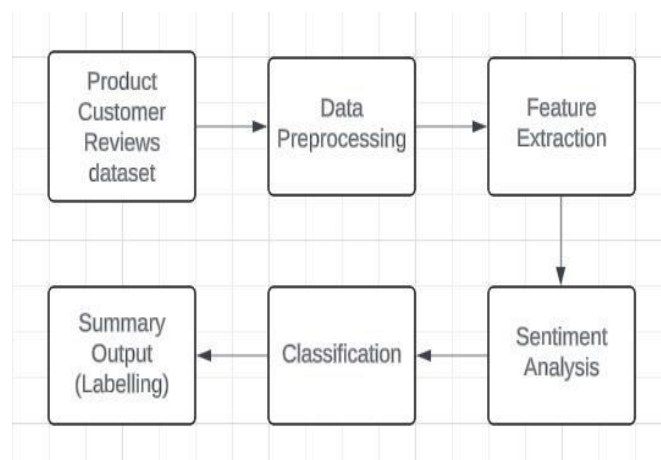 Product
Customer
Reviews
dataset
Data
Preprocessing
Feature
Extraction
Sentiment
Analysis
Classification
Summary
Output
(Labelling)